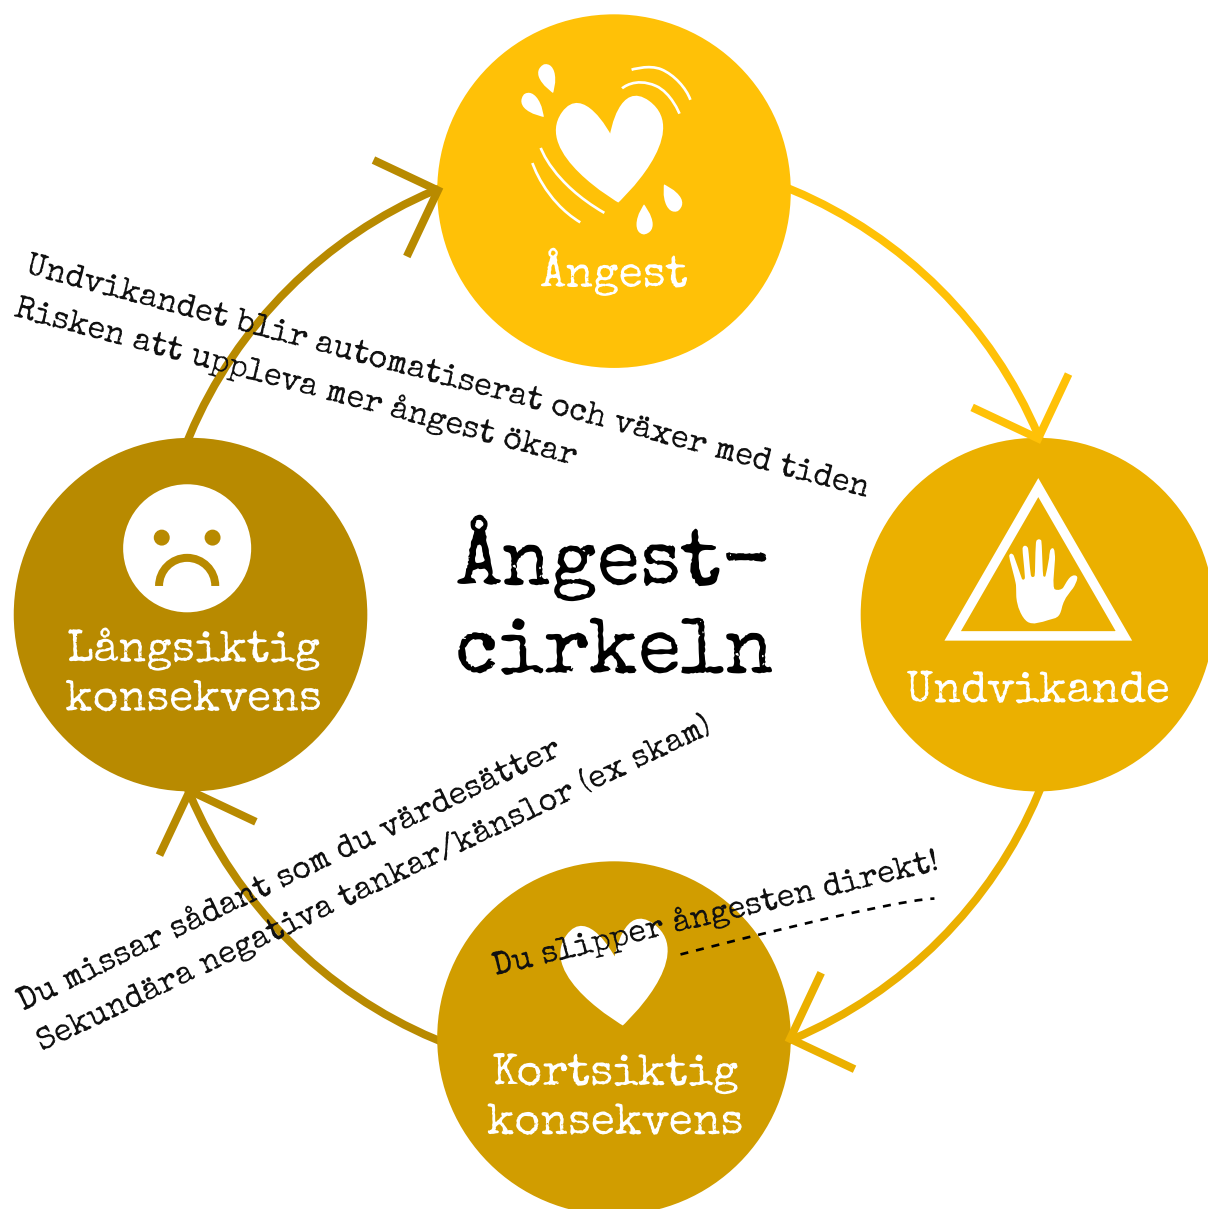 Ångest
Undvikandet blir automatiserat och växer med tiden
Risken att uppleva mer ångest ökar
Ångest-
cirkeln
Långsiktig
konsekvens
Undvikande
Du missar sådant som du värdesätter
Sekundära negativa tankar/känslor (ex skam)
Du slipper ångesten direkt!
Kortsiktig
konsekvens